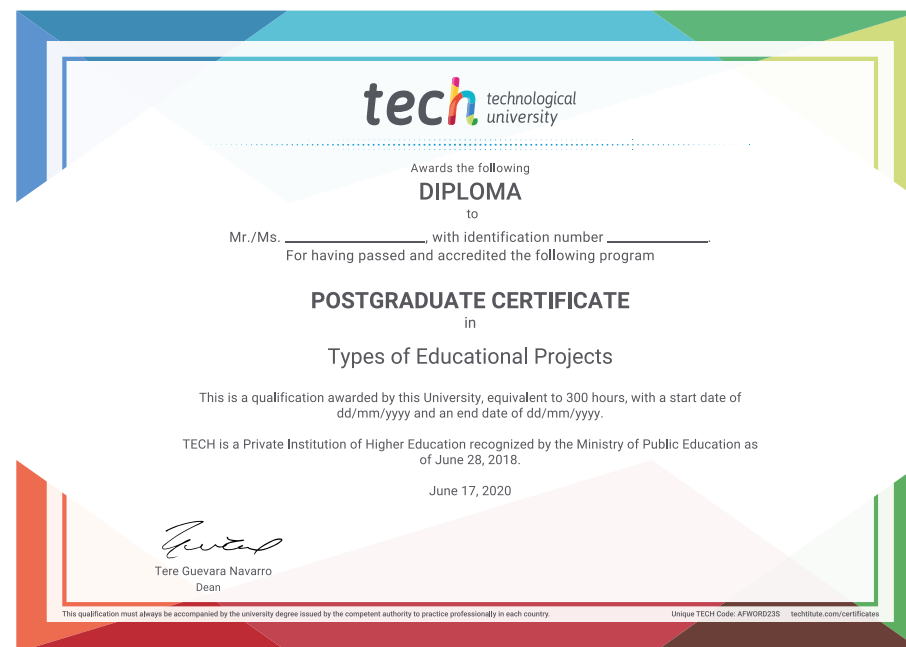 tech technological
university
Awards the following
DIPLOMA
to
Mr./Ms. ____________________, with identification number ______________.
For having passed and accredited the following program
POSTGRADUATE CERTIFICATE
in
Types of Educational Projects
This is a qualification awarded by this University, equivalent to 300 hours, with a start date of
dd/mm/yyyy and an end date of dd/mm/yyyy.
TECH is a Private Institution of Higher Education recognized by the Ministry of Public Education as
of June 28, 2018.
June 17, 2020
Tere Guevara Navarro
Dean
This qualification must always be accompanied by the university degree issued by the competent authority to practice professionally in each country. Unique TECH Code: AFWORD23S techtitute.com/certificates